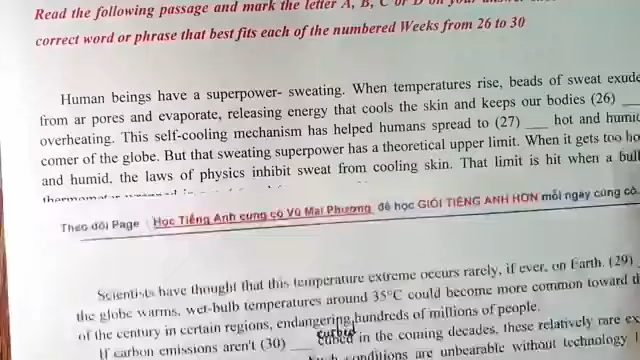 Read the following passage and mark the letter A, B, C or D on your
correct word or phrase that best fits each of the numbered Weeks from 26 to 30
Human beings have a superpower- sweating. When temperatures rise, beads of sweat exude
from ar pores and evaporate, releasing energy that cools the skin and keeps our bodies (26) ___
overheating. This self-cooling mechanism has helped humans spread to (27) ___ hot and humid
comer of the globe. But that sweating superpower has a theoretical upper limit. When it gets too ho
and humid, the laws of physics inhibit sweat from cooling skin. That limit is hit when a bul
Theo dõi Page Học Tiếng Anh cùng cô Vũ Mai Phương để học GIỎI TIẾNG ANH HƠN mỗi ngày cùng cô
Scientists have thought that this temperature extreme occurs rarely, if ever, on Earth. (29)
the globe warms, wet-bulb temperatures around 35°C could become more common toward
of the century in certain regions, endangering hundreds of millions of people.
If carbon emissions aren't (30) ___ curbed in the coming decades, these relatively rare ex
conditions are unbearable without technology